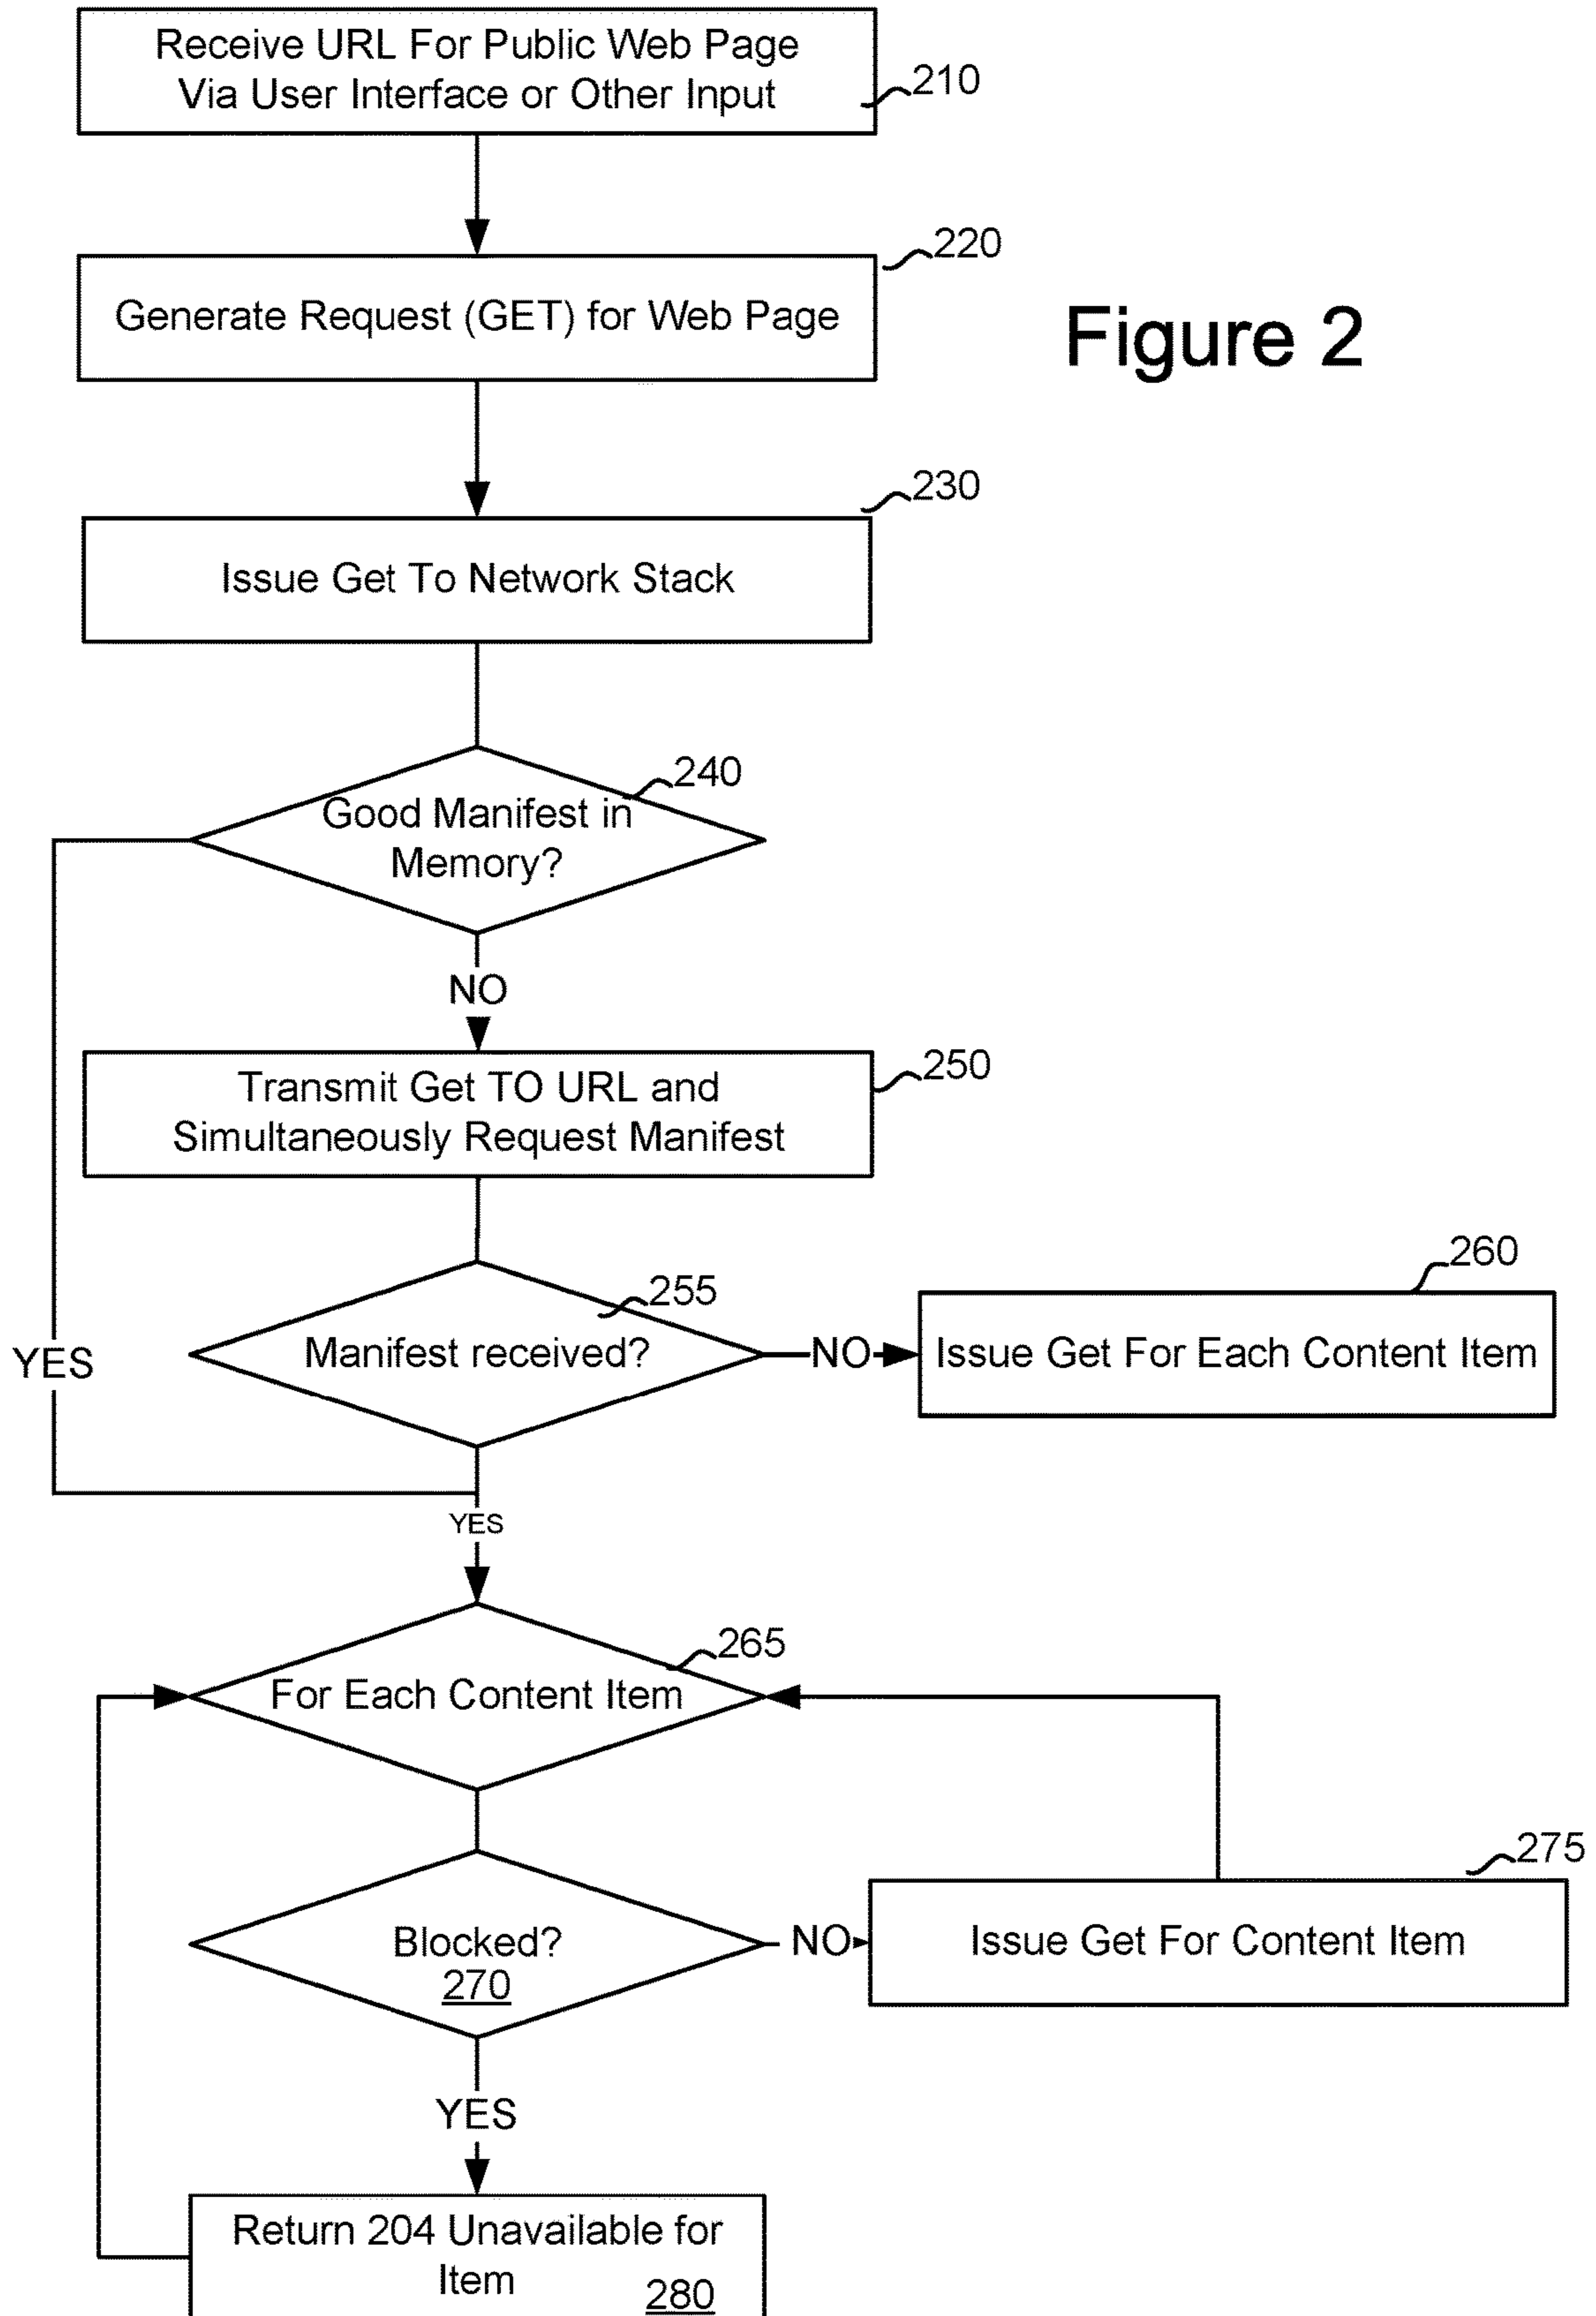 Receive URL For Public Web Page
Via User Interface or Other Input
210
220
Generate Request (GET) for Web Page
Figure 2
230
Issue Get To Network Stack
240
Good Manifest in
Memory?
NO
250
Transmit Get TO URL and
Simultaneously Request Manifest
260
255
Manifest received?
NO
Issue Get For Each Content Item
YES
YES
265
For Each Content Item
275
Blocked?
270
NO
Issue Get For Content Item
YES
Return 204 Unavailable for
Item
280